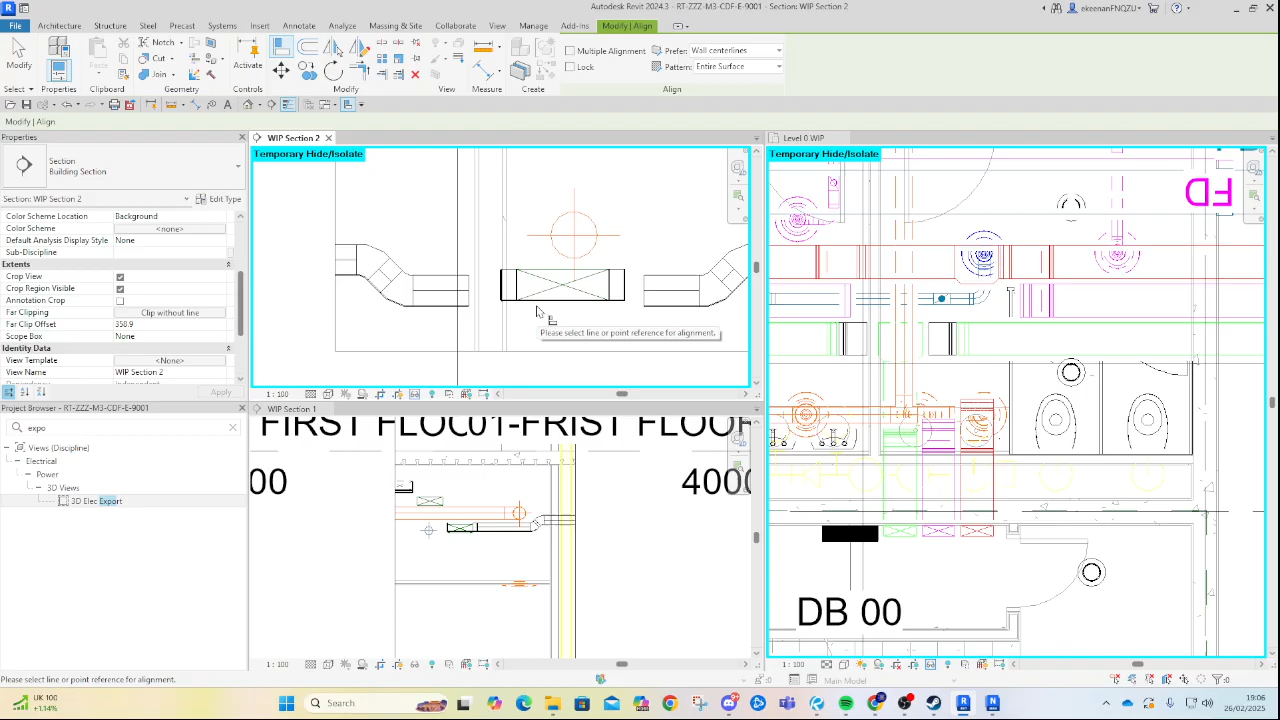 Autodesk Revit 2024.3 - RT-ZZZ-M3-CDF-E-9001 - Section: WIP Section 2
ekeenanFNQZU
File Architecture Structure Steel Precast Systems Insert Annotate Analyze Massing & Site Collaborate View Manage Add-Ins Modify | Align
Modify
Paste
Notch
Cut
Join
Activate
Multiple Alignment
Lock
Prefer: Wall centerlines
Pattern: Entire Surface
Select Properties Clipboard Geometry Controls Modify View Measure Create Align
Modify | Align
Properties
Section
Building Section
Section: WIP Section 2
Edit Type
Color Scheme Location Background
Color Scheme <none>
Default Analysis Display Style None
Sub-Discipline
Extents
Crop View
Crop Region Visible
Annotation Crop
Far Clipping Clip without line
Far Clip Offset 358.9
Scope Box None
Identity Data
View Template <None>
View Name WIP Section 2
Apply
Project Browser - RT-ZZZ-M3-CDF-E-9001
expo
Views (Discipline)
Electrical
Power
3D Views
3D Elec Export
WIP Section 2
Temporary Hide/Isolate
Please select line or point reference for alignment.
1 : 100
WIP Section 1
FIRST FLOO
01-FRIST FLOOR
00
4000
1 : 100
Level 0 WIP
Temporary Hide/Isolate
FD
DB 00
1 : 100
Please select line or point reference for alignment.
:0
Main Model
:0
UK 100
+1.14%
Search
19:06
26/02/2025